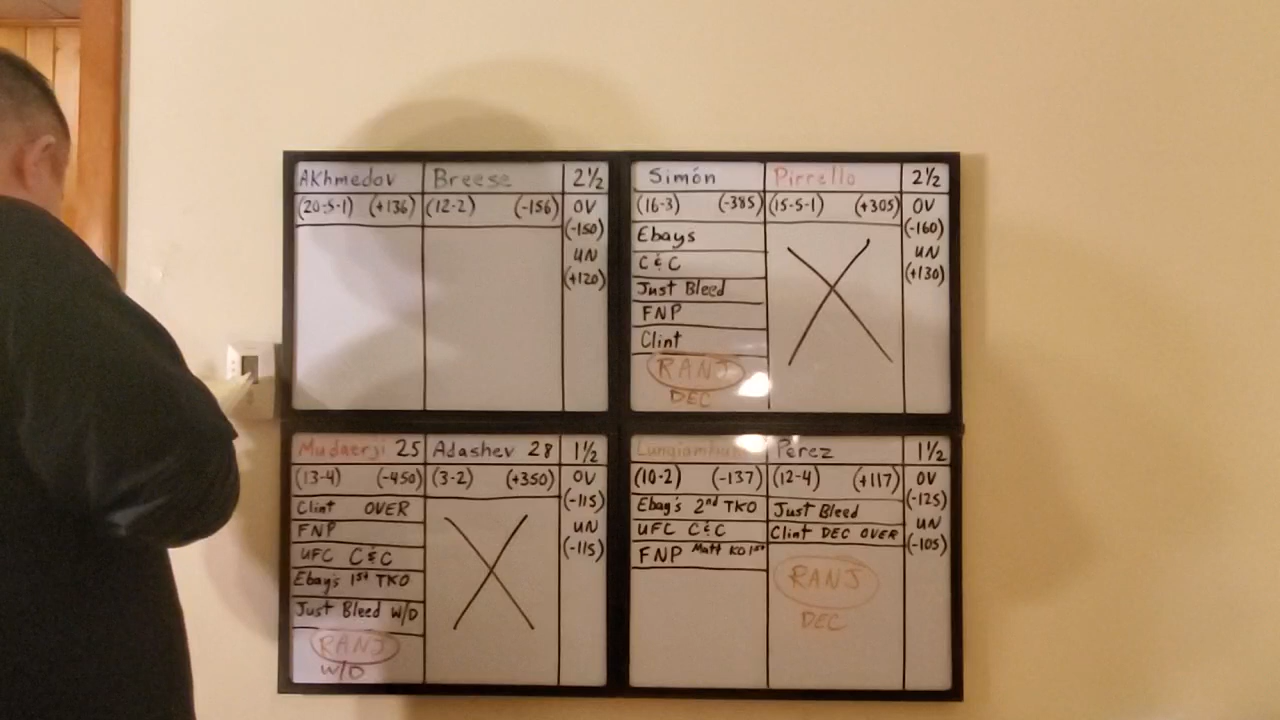 Akhmedov Breese 2½
(20-5-1) (+136) (12-2) (-156) OV
(-150)
UN
(+120)
Simón Pirrello 2½
(16-3) (-385) (15-5-1) (+305) OV
(-160)
UN
(+130)
Ebays
C & C
Just Bleed
FNP
Clint
RANJ
DEC
Mudaerji 25 Adashev 28 1½
(13-4) (-450) (3-2) (+350) OV
(-115)
UN
(-115)
Clint OVER
FNP
UFC C & C
Ebay's 1st TKO
Just Bleed W/D
RANJ
W/D
Perez 1½
(10-2) (-137) (12-4) (+117) OV
(-125)
UN
(-105)
Ebay's 2nd TKO
UFC C & C
FNP Matt KO 1st
Just Bleed
Clint DEC OVER
RANJ
DEC